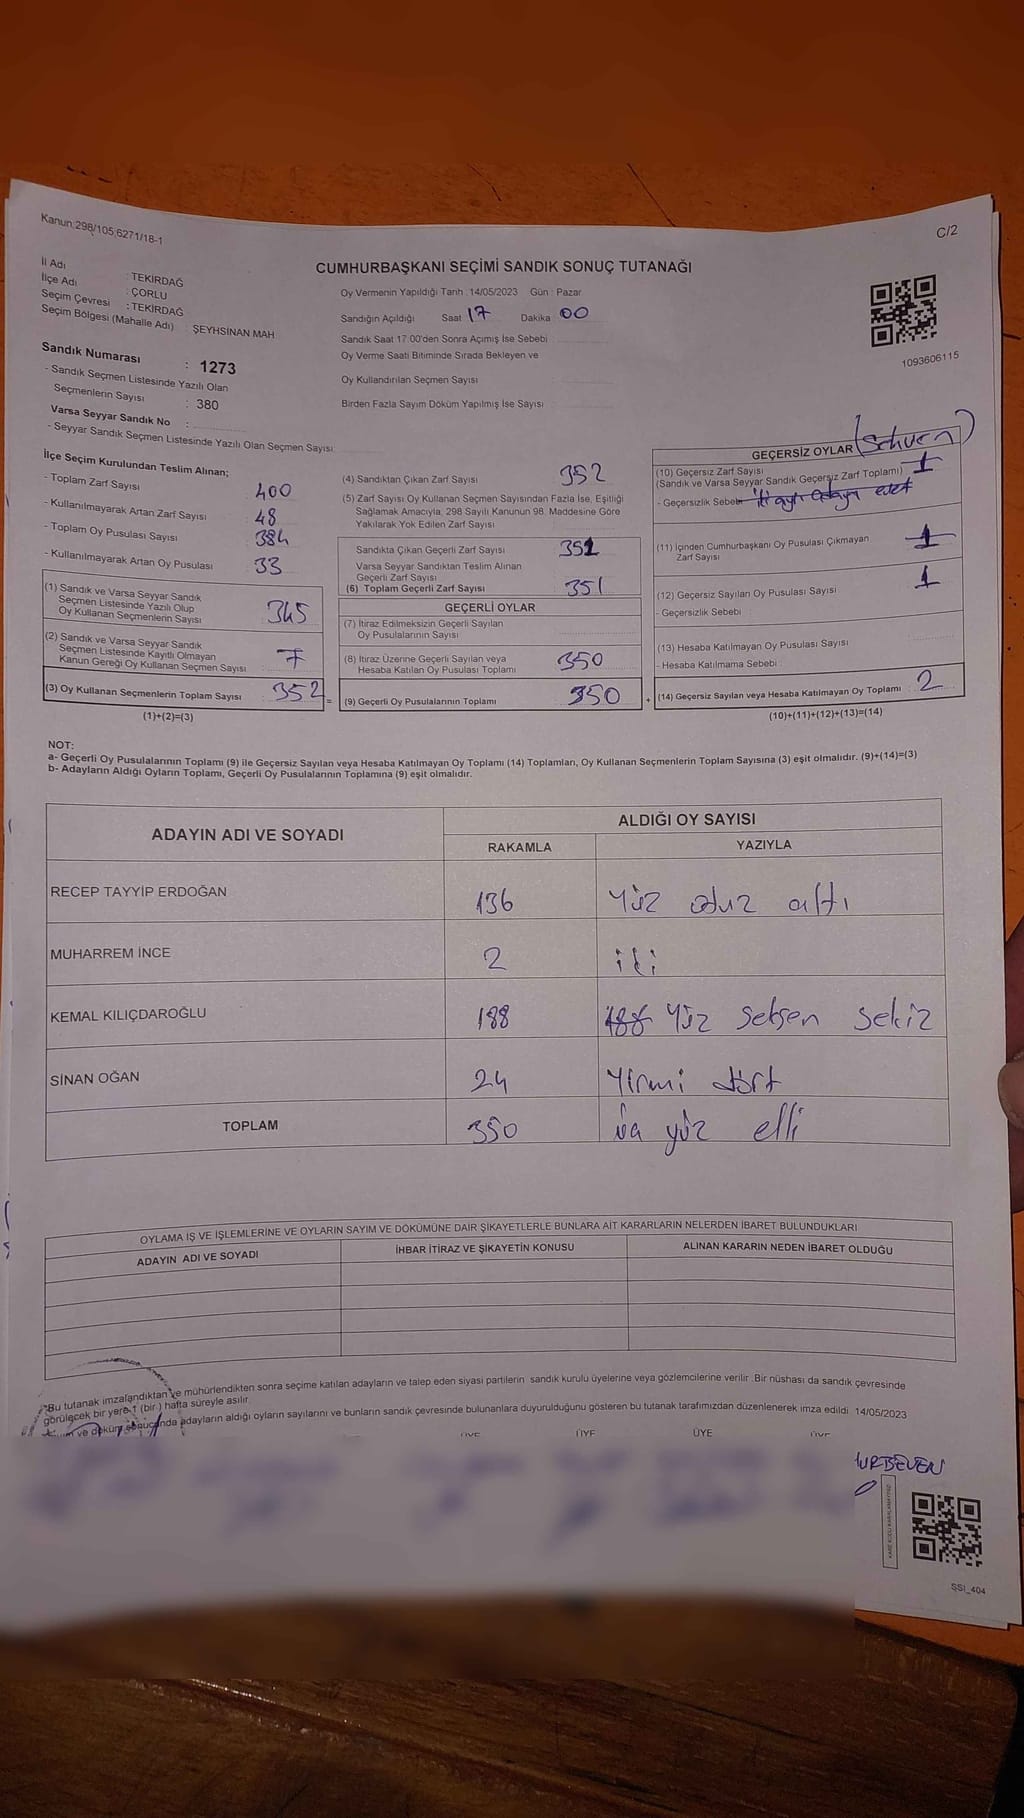 Kanun:298/105,6271/18-1
C/2
İl Adı : TEKİRDAĞ
İlçe Adı : ÇORLU
Seçim Çevresi : TEKİRDAĞ
Seçim Bölgesi (Mahalle Adı) : ŞEYHSİNAN MAH
Sandık Numarası : 1273
- Sandık Seçmen Listesinde Yazılı Olan
Seçmenlerin Sayısı : 380
Varsa Seyyar Sandık No :
- Seyyar Sandık Seçmen Listesinde Yazılı Olan Seçmen Sayısı
CUMHURBAŞKANI SEÇİMİ SANDIK SONUÇ TUTANAĞI
Oy Vermenin Yapıldığı Tarih : 14/05/2023 Gün : Pazar
Sandığın Açıldığı Saat 17 Dakika 00
Sandık Saat 17:00'den Sonra Açımış İse Sebebi
Oy Verme Saati Bitiminde Sırada Bekleyen ve
Oy Kullandırılan Seçmen Sayısı
Birden Fazla Sayım Döküm Yapılmış İse Sayısı
1093606115
İlçe Seçim Kurulundan Teslim Alınan;
- Toplam Zarf Sayısı 400
- Kullanılmayarak Artan Zarf Sayısı 48
- Toplam Oy Pusulası Sayısı 384
- Kullanılmayarak Artan Oy Pusulası 33
(1) Sandık ve Varsa Seyyar Sandık
Seçmen Listesinde Yazılı Olup
Oy Kullanan Seçmenlerin Sayısı 345
(2) Sandık ve Varsa Seyyar Sandık
Seçmen Listesinde Kayıtlı Olmayan
Kanun Gereği Oy Kullanan Seçmen Sayısı 7
(3) Oy Kullanan Seçmenlerin Toplam Sayısı 352
(1)+(2)=(3)
(4) Sandıktan Çıkan Zarf Sayısı 352
(5) Zarf Sayısı Oy Kullanan Seçmen Sayısından Fazla İse, Eşitliği
Sağlamak Amacıyla, 298 Sayılı Kanunun 98. Maddesine Göre
Yakılarak Yok Edilen Zarf Sayısı
Sandıkta Çıkan Geçerli Zarf Sayısı 351
Varsa Seyyar Sandıktan Teslim Alınan
Geçerli Zarf Sayısı
(6) Toplam Geçerli Zarf Sayısı 351
GEÇERLİ OYLAR
(7) İtiraz Edilmeksizin Geçerli Sayılan
Oy Pusulalarının Sayısı
(8) İtiraz Üzerine Geçerli Sayılan veya
Hesaba Katılan Oy Pusulası Toplamı 350
= (9) Geçerli Oy Pusulalarının Toplamı 350
GEÇERSİZ OYLAR (Sehven)
(10) Geçersiz Zarf Sayısı
(Sandık ve Varsa Seyyar Sandık Geçersiz Zarf Toplamı) 1
- Geçersizlik Sebebi
(11) İçinden Cumhurbaşkanı Oy Pusulası Çıkmayan
Zarf Sayısı 1
(12) Geçersiz Sayılan Oy Pusulası Sayısı 1
- Geçersizlik Sebebi :
(13) Hesaba Katılmayan Oy Pusulası Sayısı
- Hesaba Katılmama Sebebi :
+ (14) Geçersiz Sayılan veya Hesaba Katılmayan Oy Toplamı 2
(10)+(11)+(12)+(13)=(14)
NOT:
a- Geçerli Oy Pusulalarının Toplamı (9) ile Geçersiz Sayılan veya Hesaba Katılmayan Oy Toplamı (14) Toplamları, Oy Kullanan Seçmenlerin Toplam Sayısına (3) eşit olmalıdır. (9)+(14)=(3)
b- Adayların Aldığı Oyların Toplamı, Geçerli Oy Pusulalarının Toplamına (9) eşit olmalıdır.
ADAYIN ADI VE SOYADI ALDIĞI OY SAYISI
RAKAMLA YAZIYLA
RECEP TAYYİP ERDOĞAN 136 Yüz otuz altı
MUHARREM İNCE 2 iki
KEMAL KILIÇDAROĞLU 188 188 Yüz seksen sekiz
SİNAN OĞAN 24 Yirmi dört
TOPLAM 350 üç yüz elli
OYLAMA İŞ VE İŞLEMLERİNE VE OYLARIN SAYIM VE DÖKÜMÜNE DAİR ŞİKAYETLERLE BUNLARA AİT KARARLARIN NELERDEN İBARET BULUNDUKLARI
ADAYIN ADI VE SOYADI İHBAR İTİRAZ VE ŞİKAYETİN KONUSU ALINAN KARARIN NEDEN İBARET OLDUĞU
"Bu tutanak imzalandıktan ve mühürlendikten sonra seçime katılan adayların ve talep eden siyasi partilerin sandık kurulu üyelerine veya gözlemcilerine verilir. Bir nüshası da sandık çevresinde
görülecek bir yere 1 (bir) hafta süreyle asılır.
ve döküm sonucunda adayların aldığı oyların sayılarını ve bunların sandık çevresinde bulunanlara duyurulduğunu gösteren bu tutanak tarafımızdan düzenlenerek imza edildi. 14/05/2023
ÜYE ÜYE ÜYE ÜYE
SSI_404